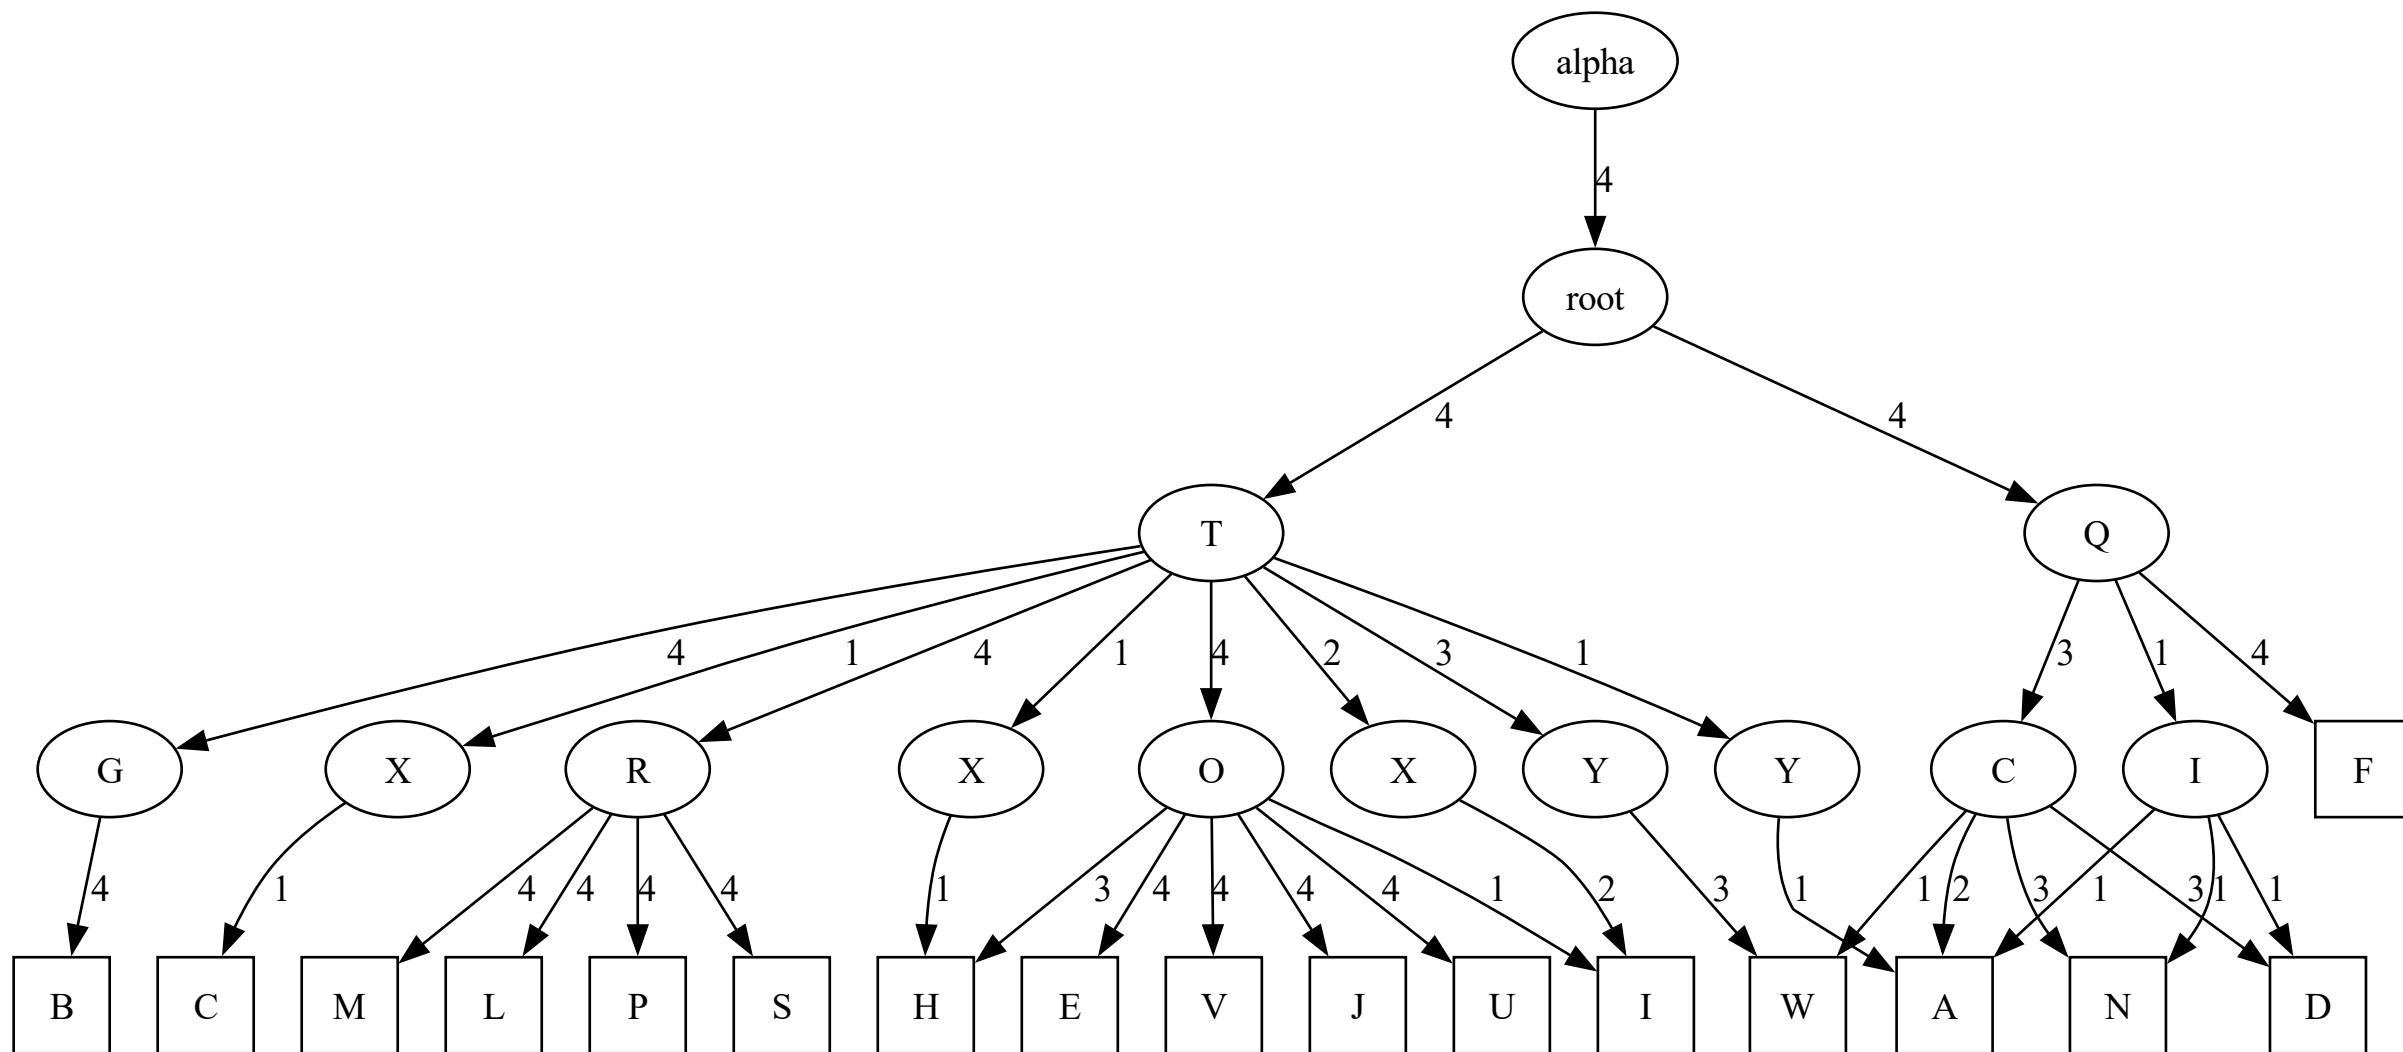 alpha
4
root
4 4
T Q
4 1 4 1 4 2 3 1 3 1 4
G X R X O X Y Y C I F
4 1 4 4 4 4 1 3 4 4 4 4 1 2 3 1 1 2 3 1 3 1 1
B C M L P S H E V J U I W A N D